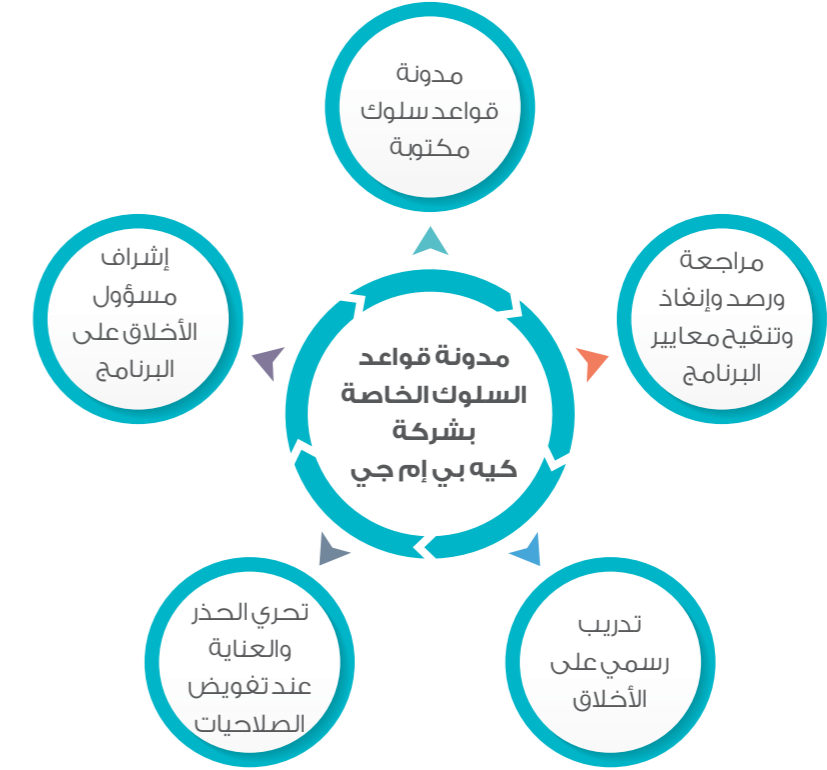 مدونة
قواعد سلوك
مكتوبة
مراجعة
ورصد وإنفاذ
وتنقيح معايير
البرنامج
إشراف
مسؤول
الأخلاق على
البرنامج
مدونة قواعد
السلوك الخاصة
بشركة
كيه بي إم جي
تدريب
رسمي على
الأخلاق
تحري الحذر
والعناية
عند تفويض
الصلاحيات